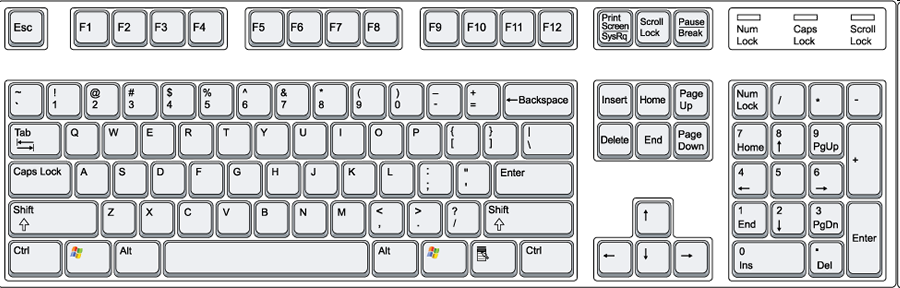 Esc F1 F2 F3 F4 F5 F6 F7 F8 F9 F10 F11 F12 Print Screen SysRq Scroll Lock Pause Break Num Lock Caps Lock Scroll Lock
~ ` ! 1 @ 2 # 3 $ 4 % 5 ^ 6 & 7 * 8 ( 9 ) 0 _ - + = ←Backspace Insert Home Page Up Num Lock / * -
Tab Q W E R T Y U I O P { [ } ] | \ Delete End Page Down 7 Home 8 ↑ 9 PgUp +
Caps Lock A S D F G H J K L : ; " ' Enter 4 ← 5 6 →
Shift ⇧ Z X C V B N M < , > . ? / Shift ⇧ ↑ 1 End 2 ↓ 3 PgDn Enter
Ctrl Alt Alt Ctrl ← ↓ → 0 Ins • Del